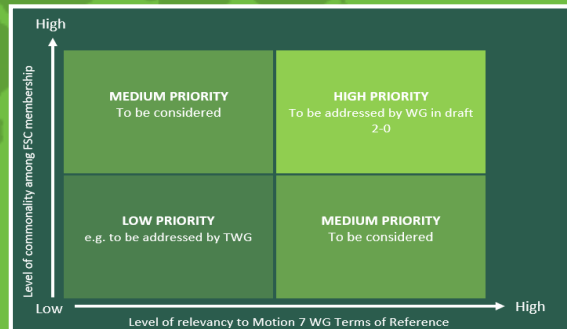 High
Level of commonality among FSC membership
MEDIUM PRIORITY
To be considered
HIGH PRIORITY
To be addressed by WG in draft
2-0
LOW PRIORITY
e.g. to be addressed by TWG
MEDIUM PRIORITY
To be considered
Low
High
Level of relevancy to Motion 7 WG Terms of Reference